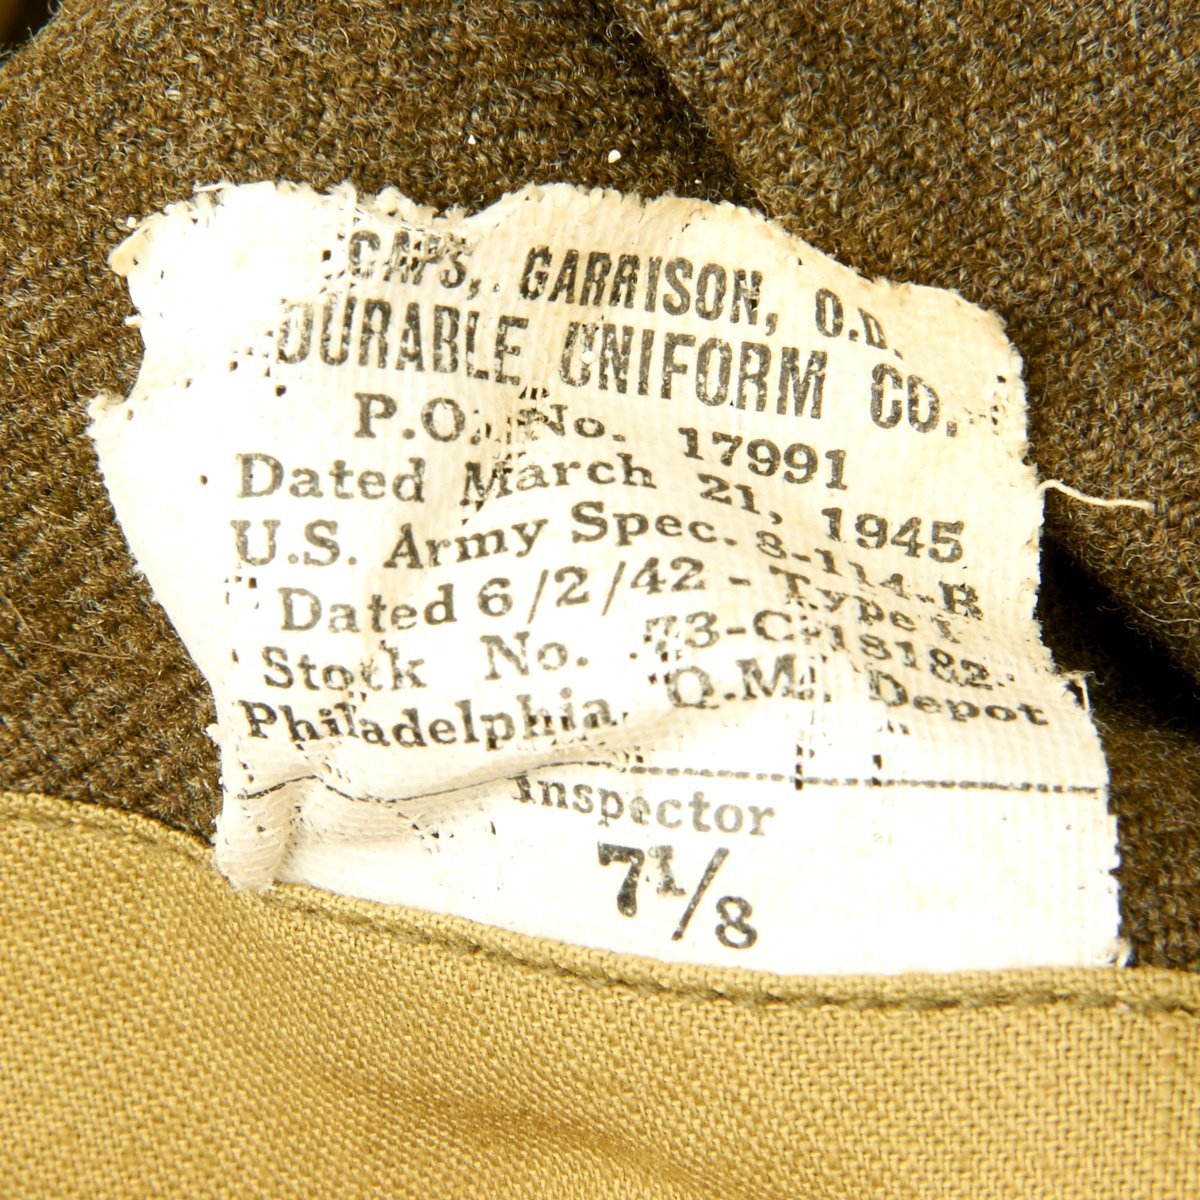 CAPS, GARRISON, O.D.
DURABLE UNIFORM CO.
P.O. No. 17991
Dated March 21, 1945
U.S. Army Spec. 8-114-B
Dated 6/2/42 - Type
Stock No. 73-C-18182
Philadelphia Q.M. Depot
Inspector
7 1/8